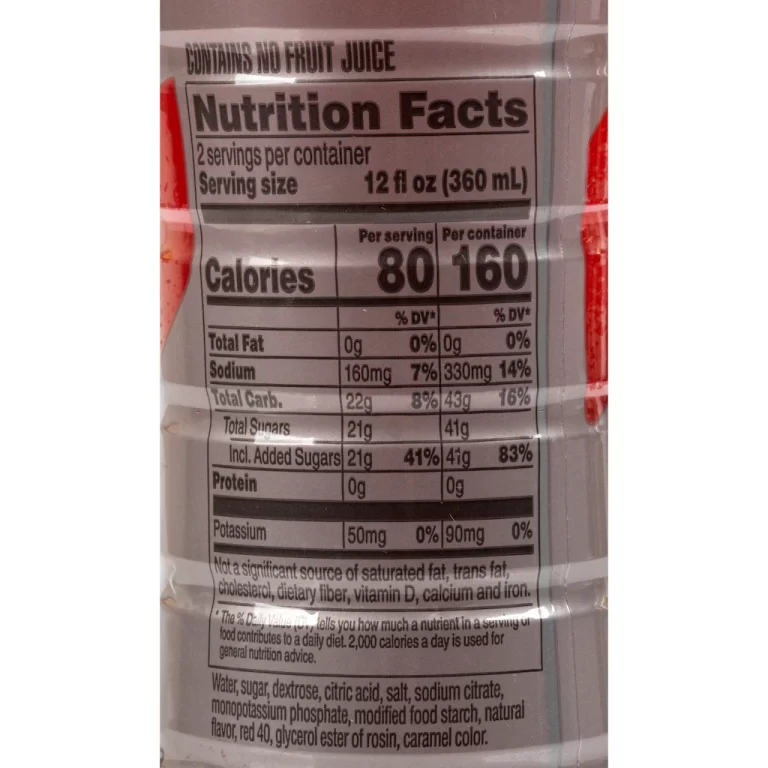 CONTAINS NO FRUIT JUICE
Nutrition Facts
2 servings per container
Serving size 12 fl oz (360 mL)
Per serving Per container
Calories 80 160
% DV* % DV*
Total Fat 0g 0% 0g 0%
Sodium 160mg 7% 330mg 14%
Total Carb. 22g 8% 43g 16%
Total Sugars 21g 41g
Incl. Added Sugars 21g 41% 41g 83%
Protein 0g 0g
Potassium 50mg 0% 90mg 0%
Not a significant source of saturated fat, trans fat,
cholesterol, dietary fiber, vitamin D, calcium and iron.
* The % Daily Value (DV) tells you how much a nutrient in a serving of
food contributes to a daily diet. 2,000 calories a day is used for
general nutrition advice.
Water, sugar, dextrose, citric acid, salt, sodium citrate,
monopotassium phosphate, modified food starch, natural
flavor, red 40, glycerol ester of rosin, caramel color.